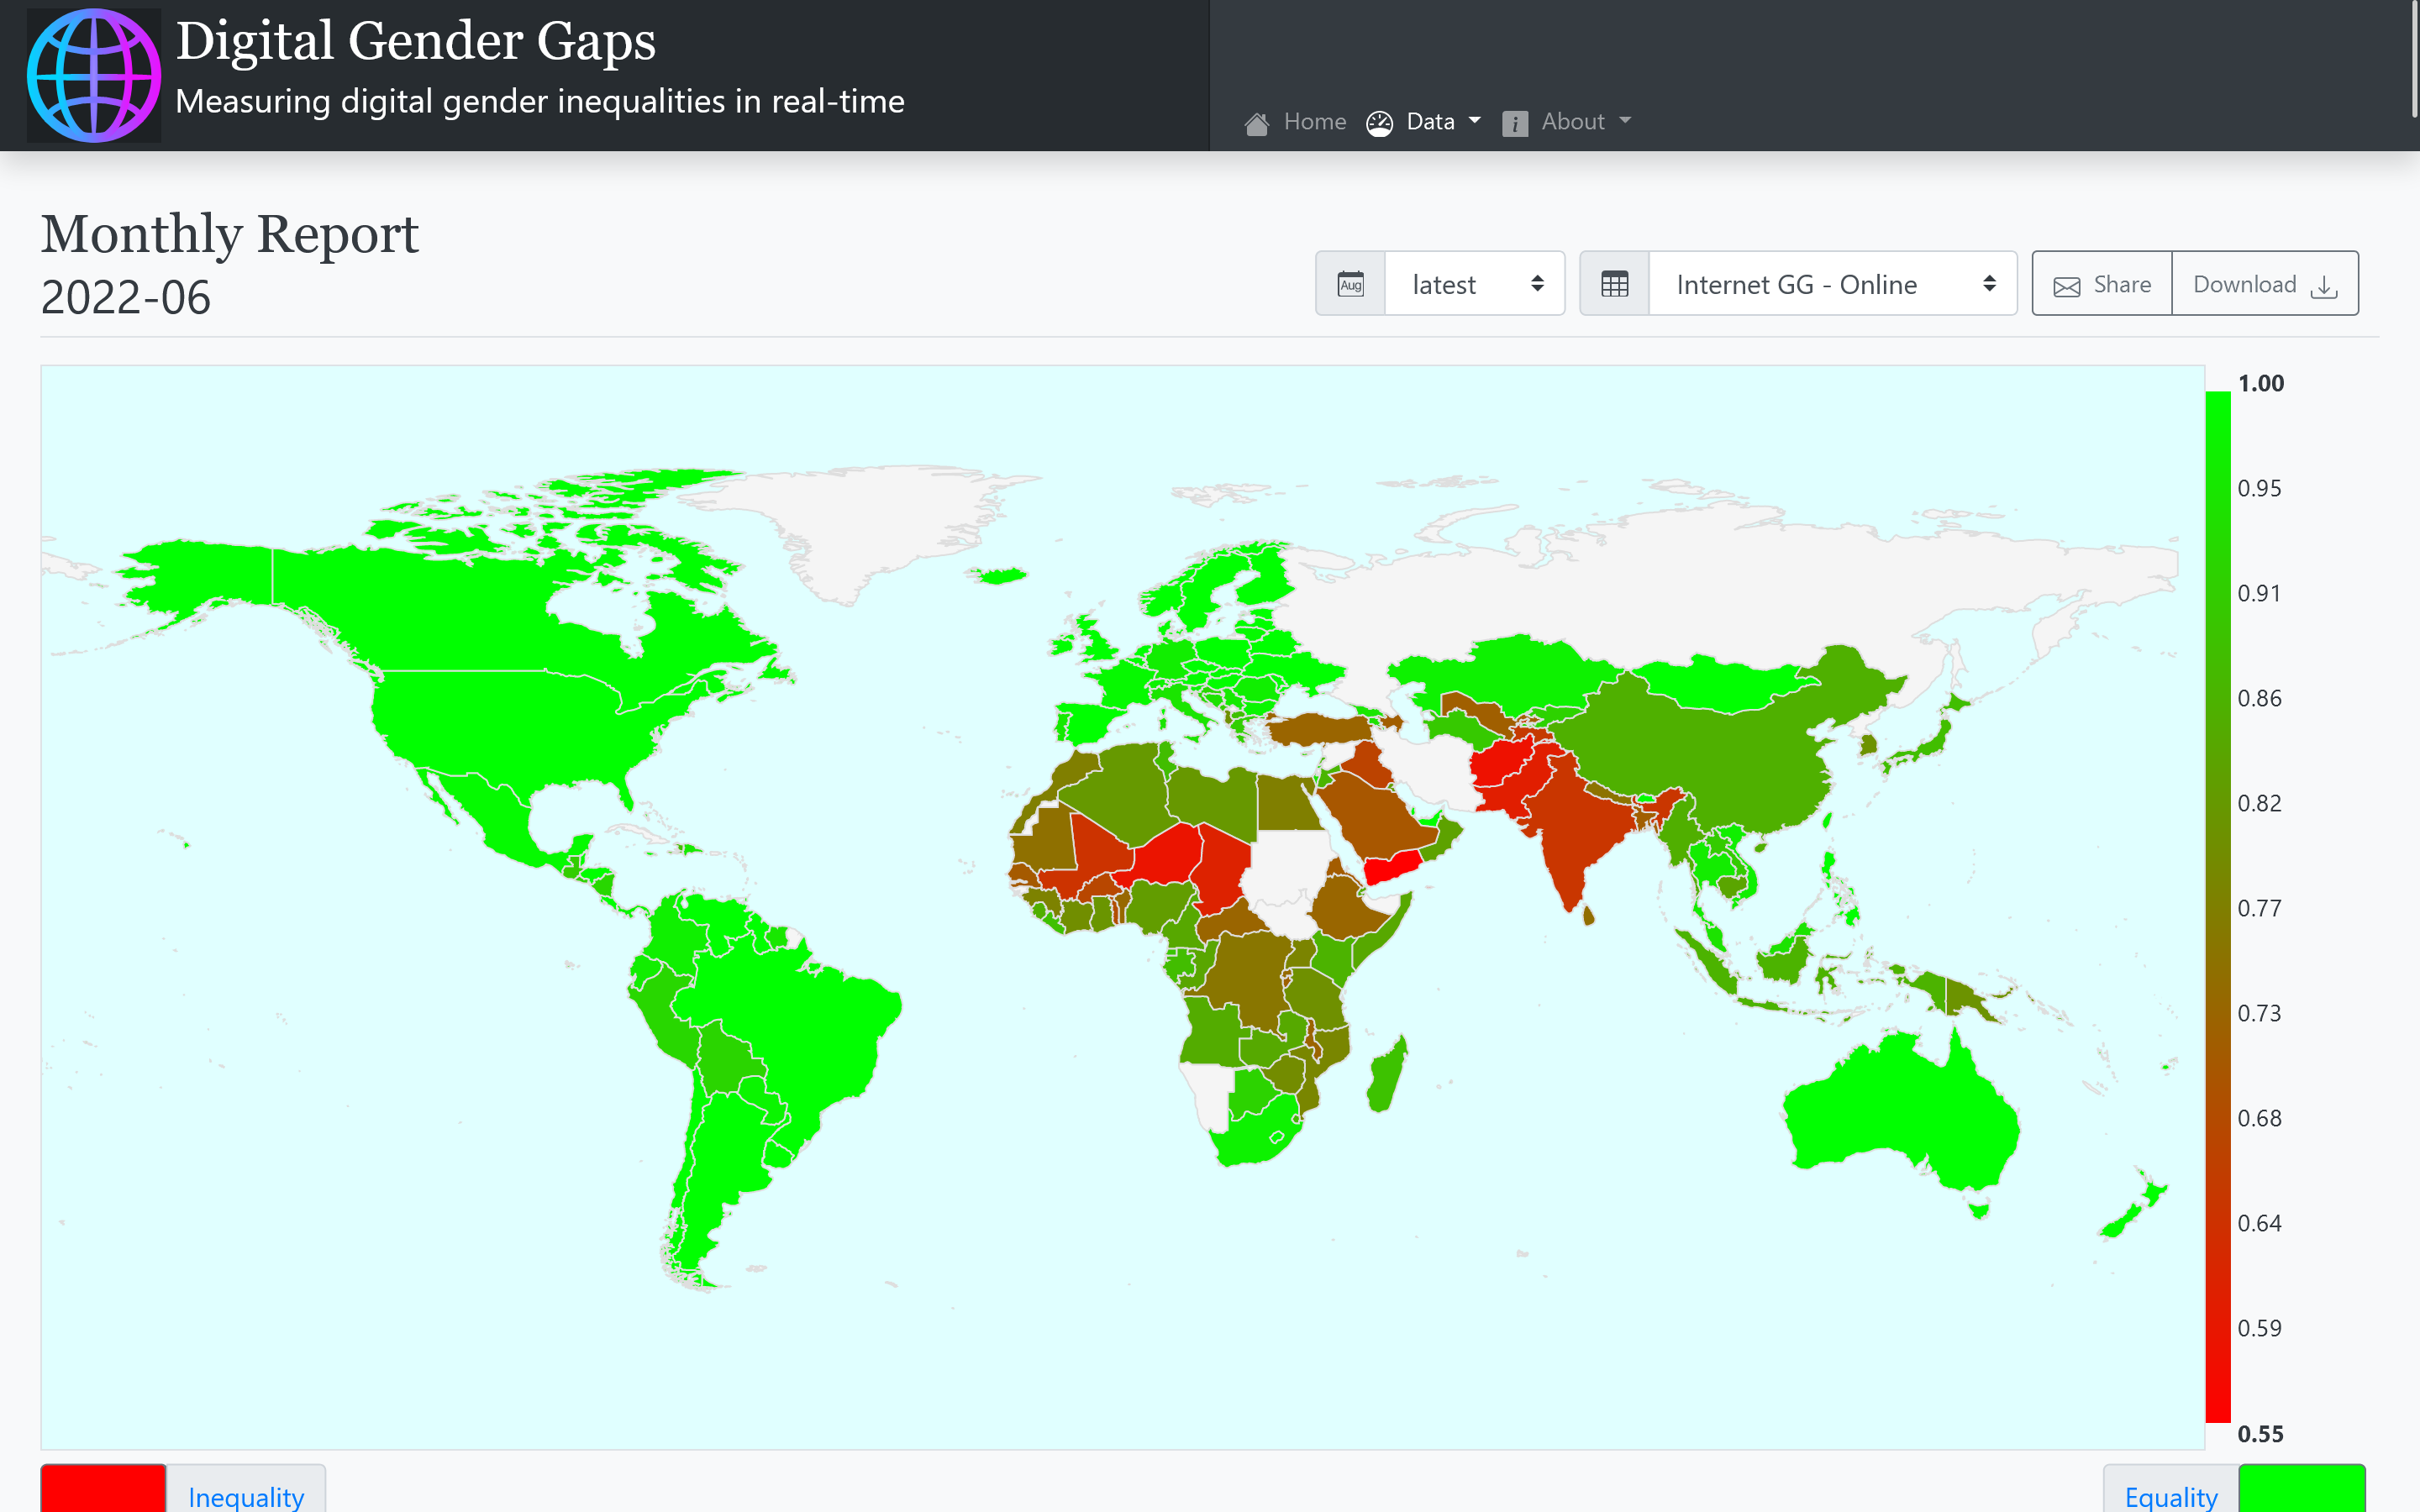 Digital Gender Gaps
Measuring digital gender inequalities in real-time
Home Data About
Monthly Report
2022-06
Aug latest Internet GG - Online Share Download
1.00
0.95
0.91
0.86
0.82
0.77
0.73
0.68
0.64
0.59
0.55
Inequality Equality